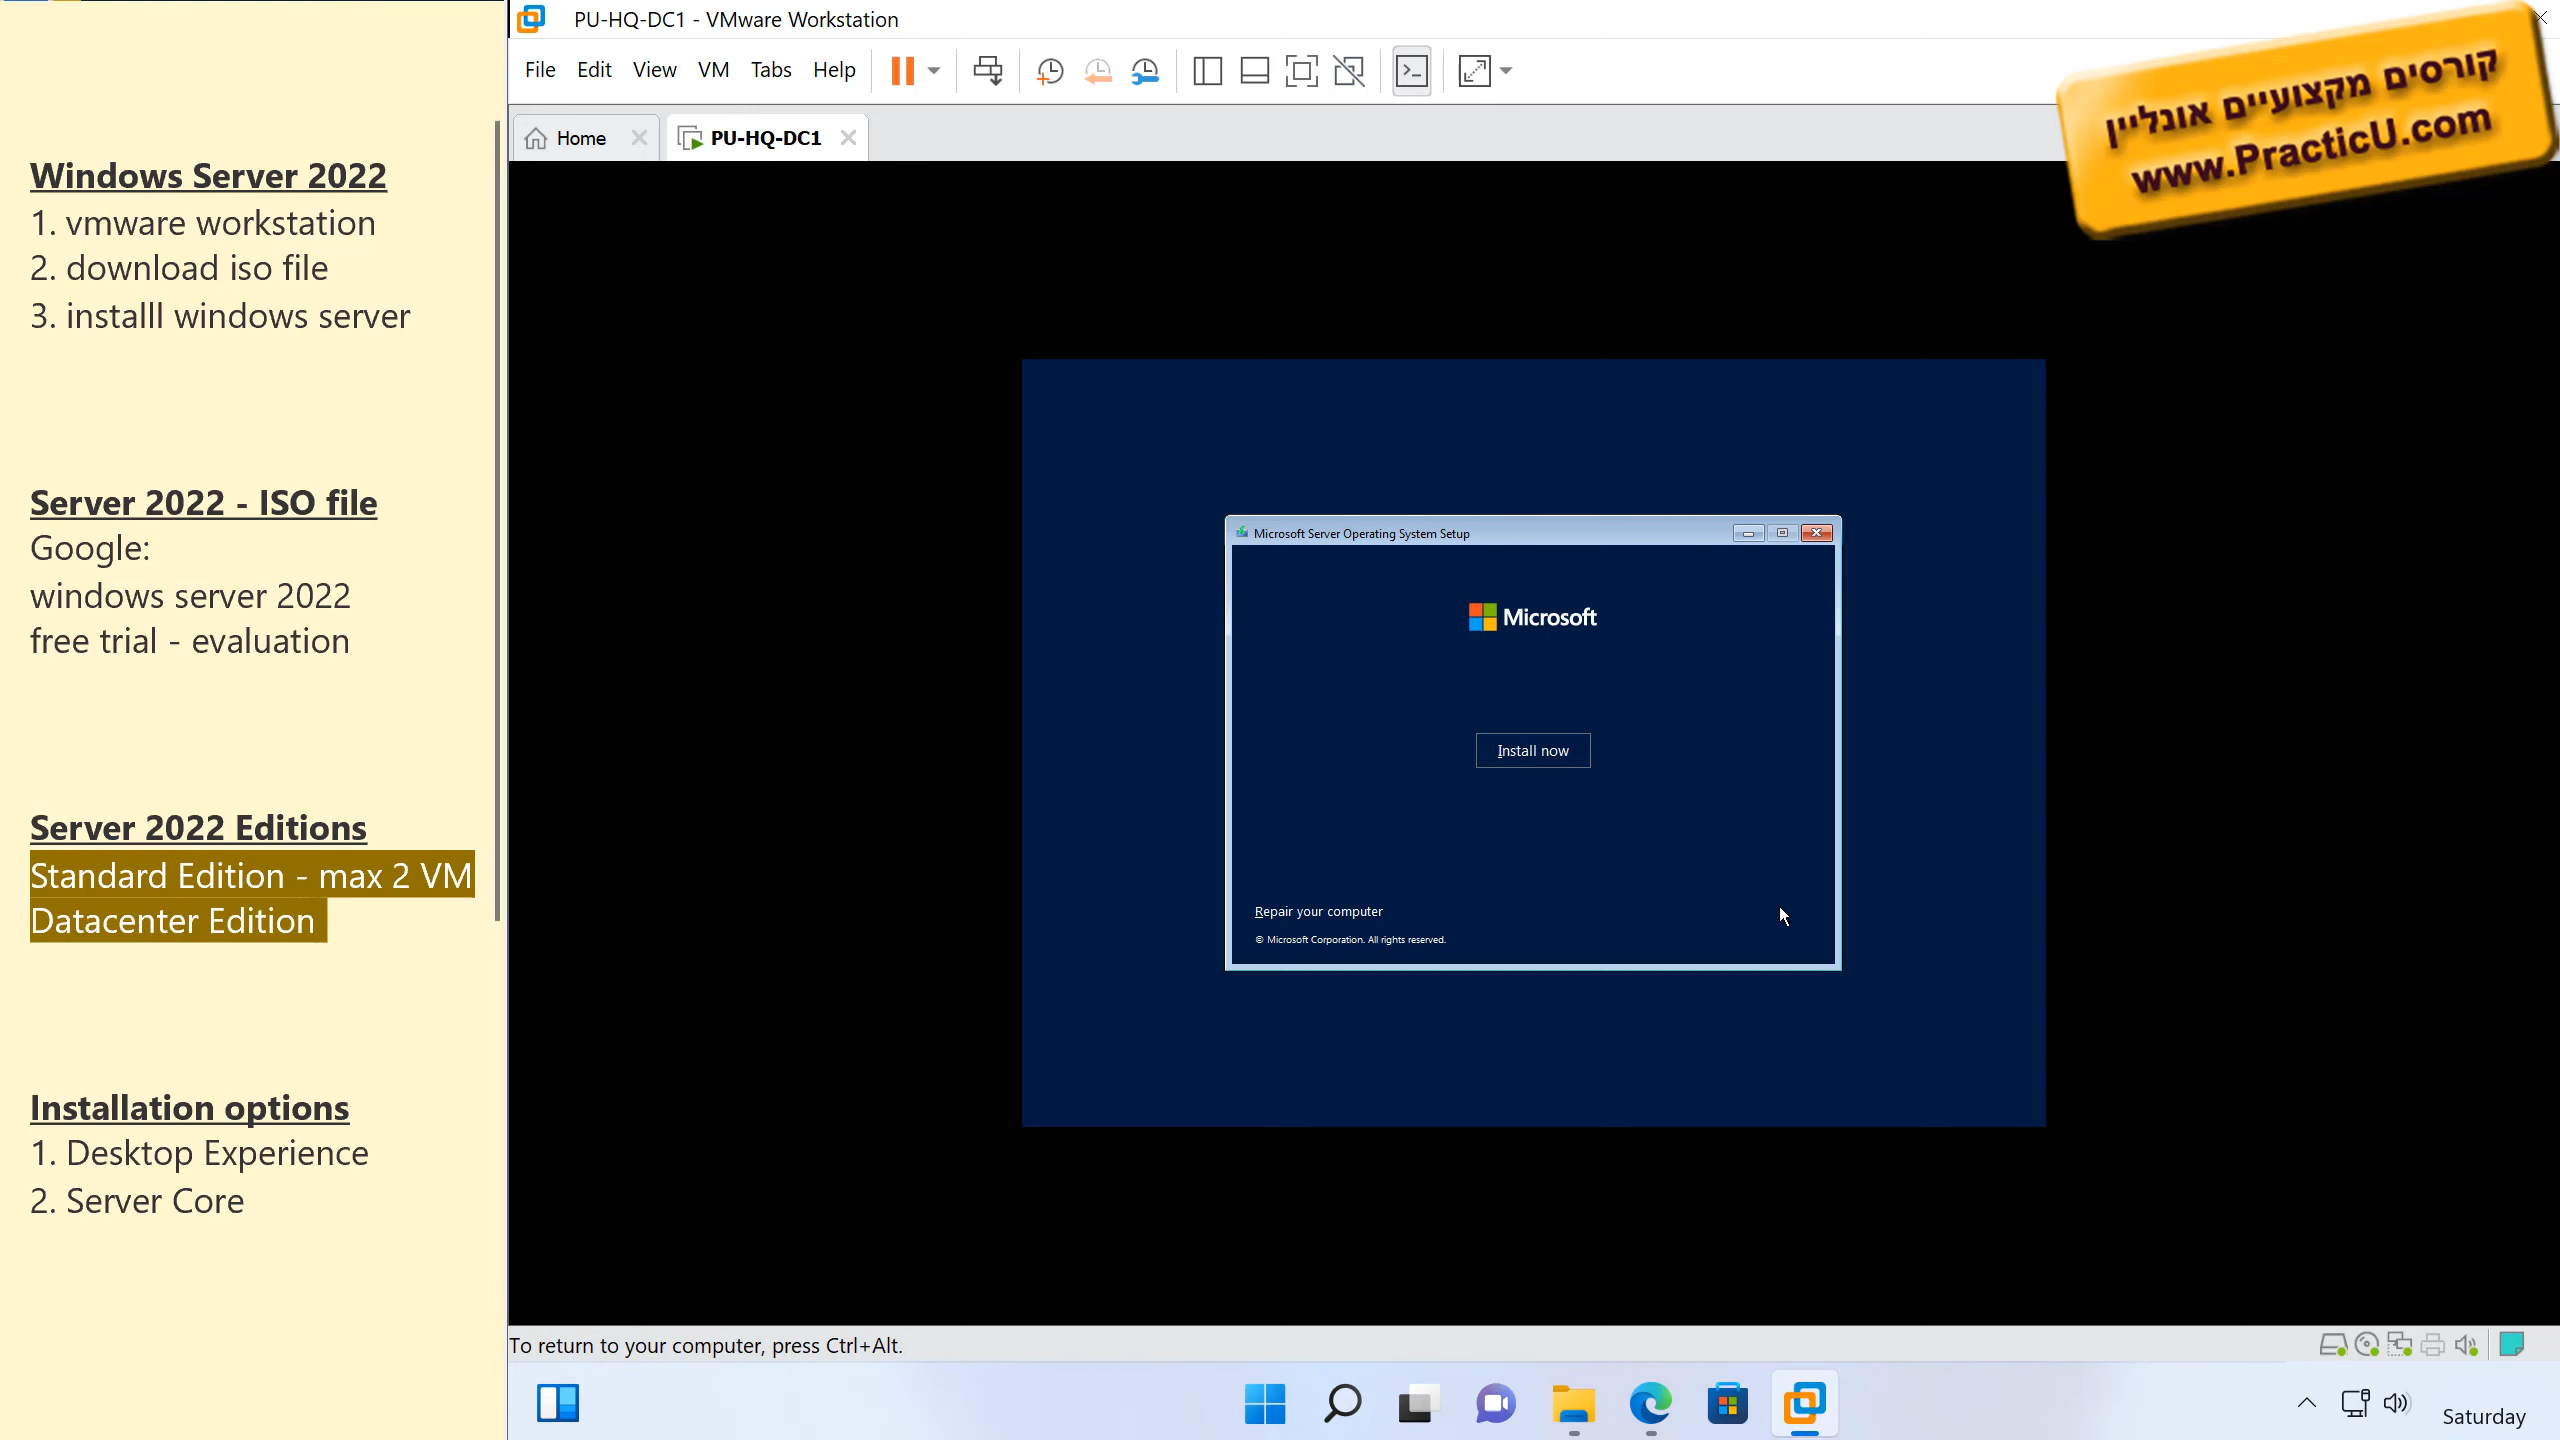 Windows Server 2022
1. vmware workstation
2. download iso file
3. installl windows server
Server 2022 - ISO file
Google:
windows server 2022
free trial - evaluation
Server 2022 Editions
Standard Edition - max 2 VM
Datacenter Edition
Installation options
1. Desktop Experience
2. Server Core
PU-HQ-DC1 - VMware Workstation
File Edit View VM Tabs Help
Home PU-HQ-DC1
קורסים מקצועיים אונליין
www.PracticU.com
Microsoft Server Operating System Setup
Microsoft
Install now
Repair your computer
© Microsoft Corporation. All rights reserved.
To return to your computer, press Ctrl+Alt.
Saturday